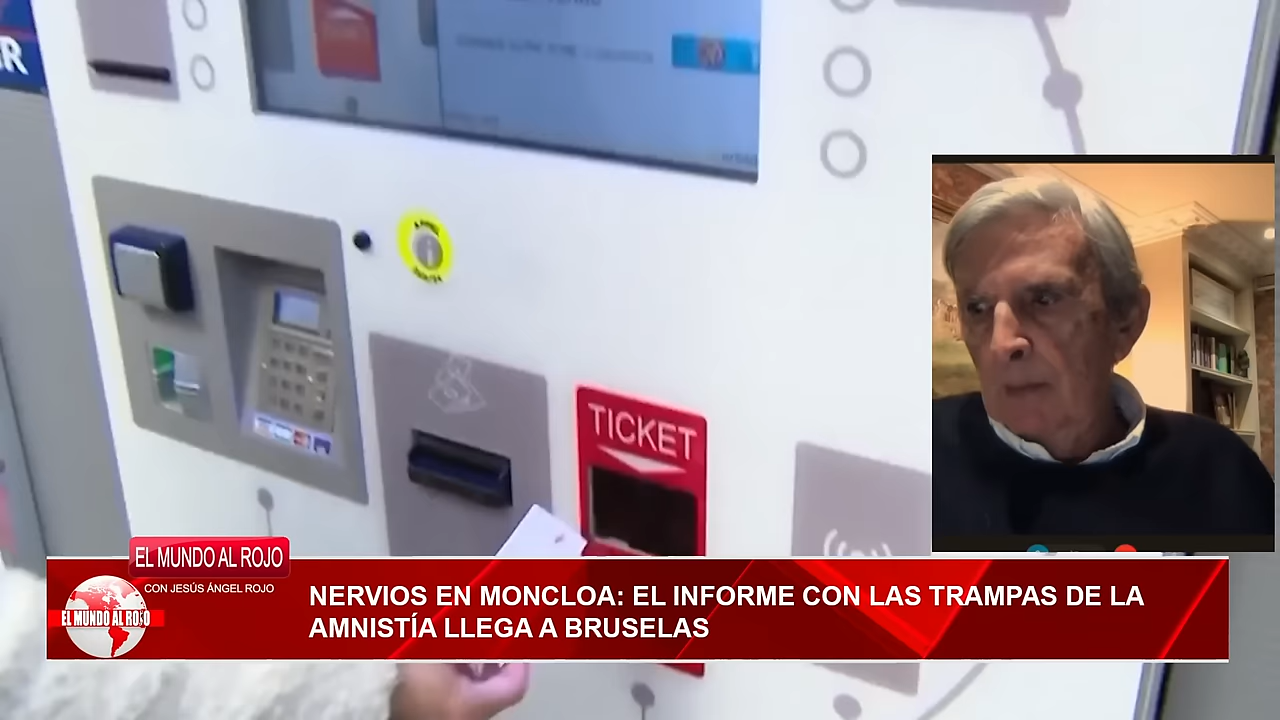 TICKET
EL MUNDO AL ROJO
CON JESÚS ÁNGEL ROJO
EL MUNDO AL ROJO
NERVIOS EN MONCLOA: EL INFORME CON LAS TRAMPAS DE LA
AMNISTÍA LLEGA A BRUSELAS